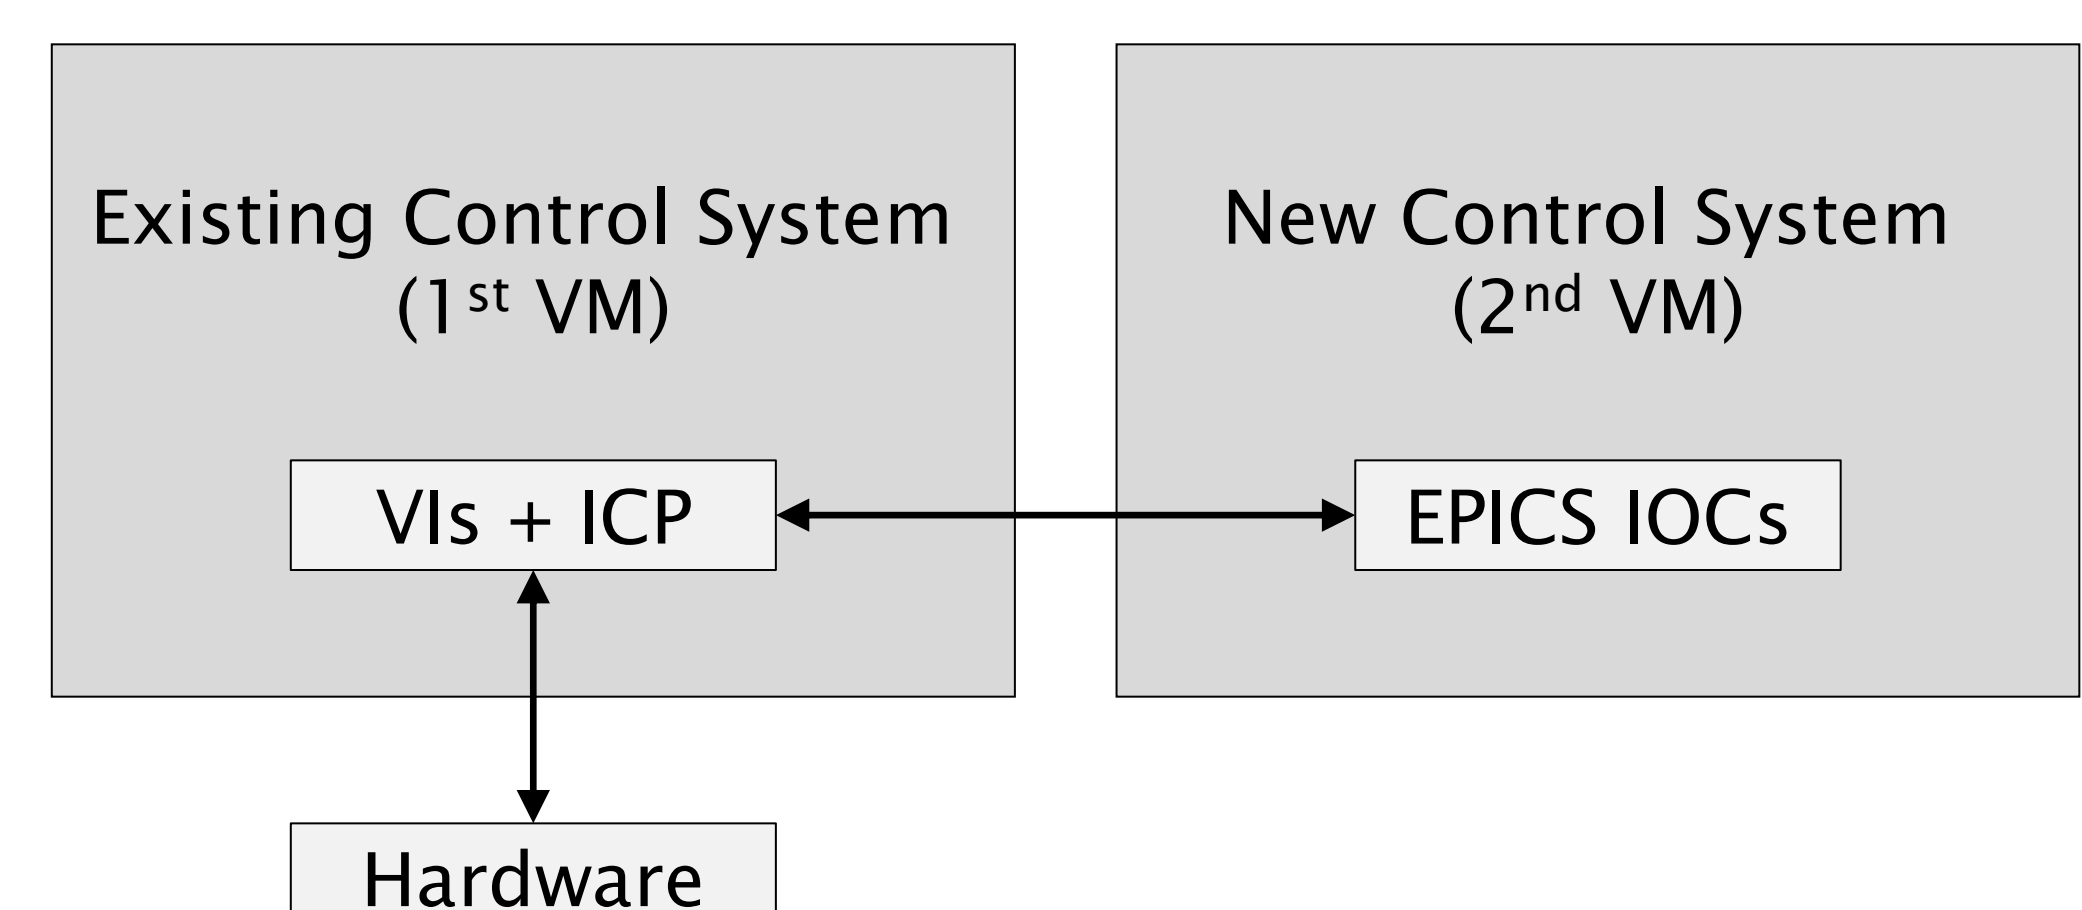 Existing Control System
(1st VM)
New Control System
(2nd VM)
VIs + ICP
EPICS IOCs
Hardware